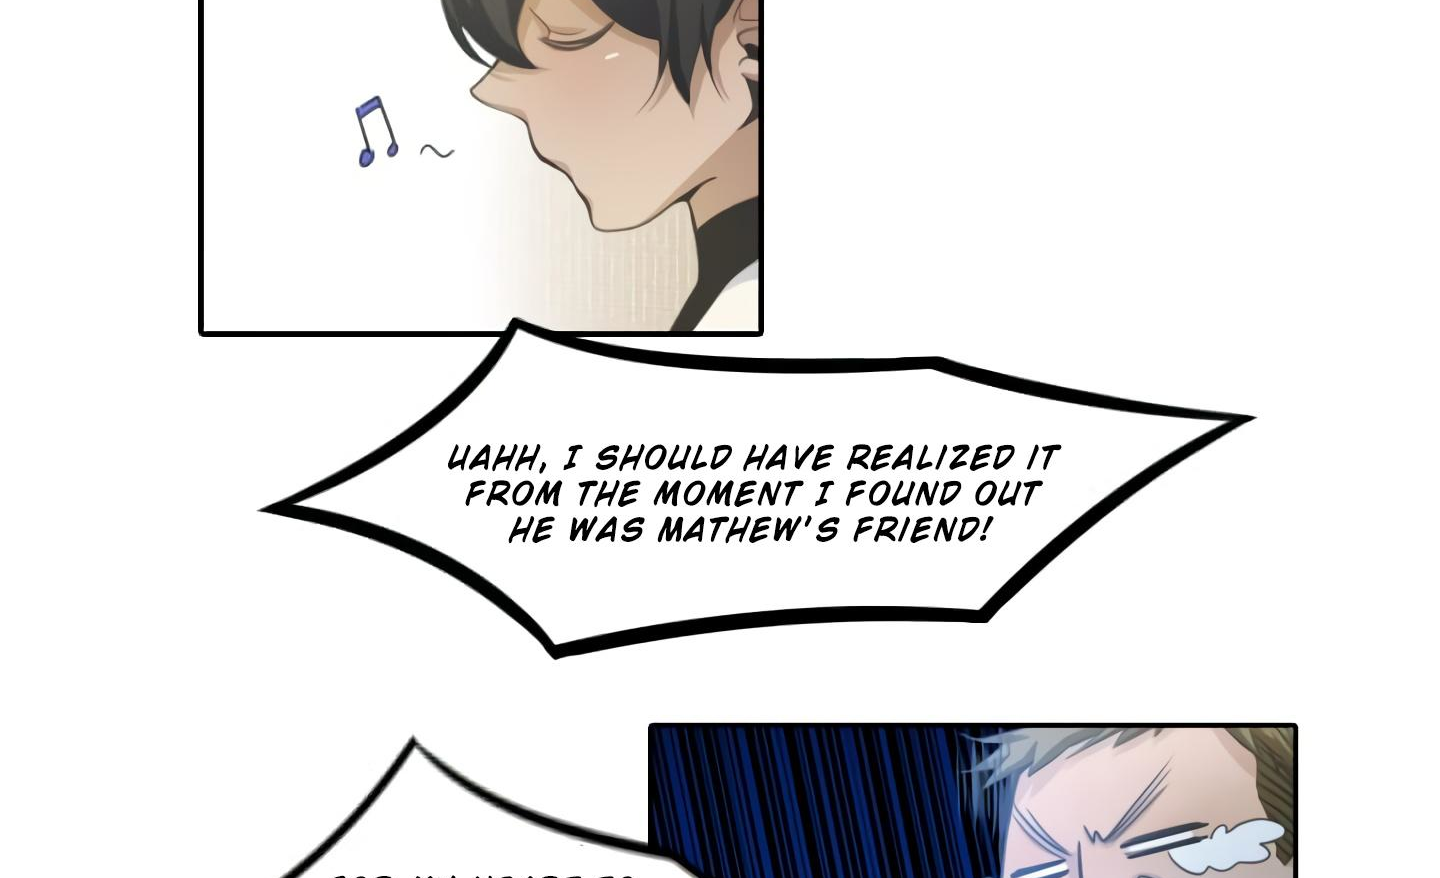 UAHH, I SHOULD HAVE REALIZED IT
FROM THE MOMENT I FOUND OUT
HE WAS MATHEW'S FRIEND!